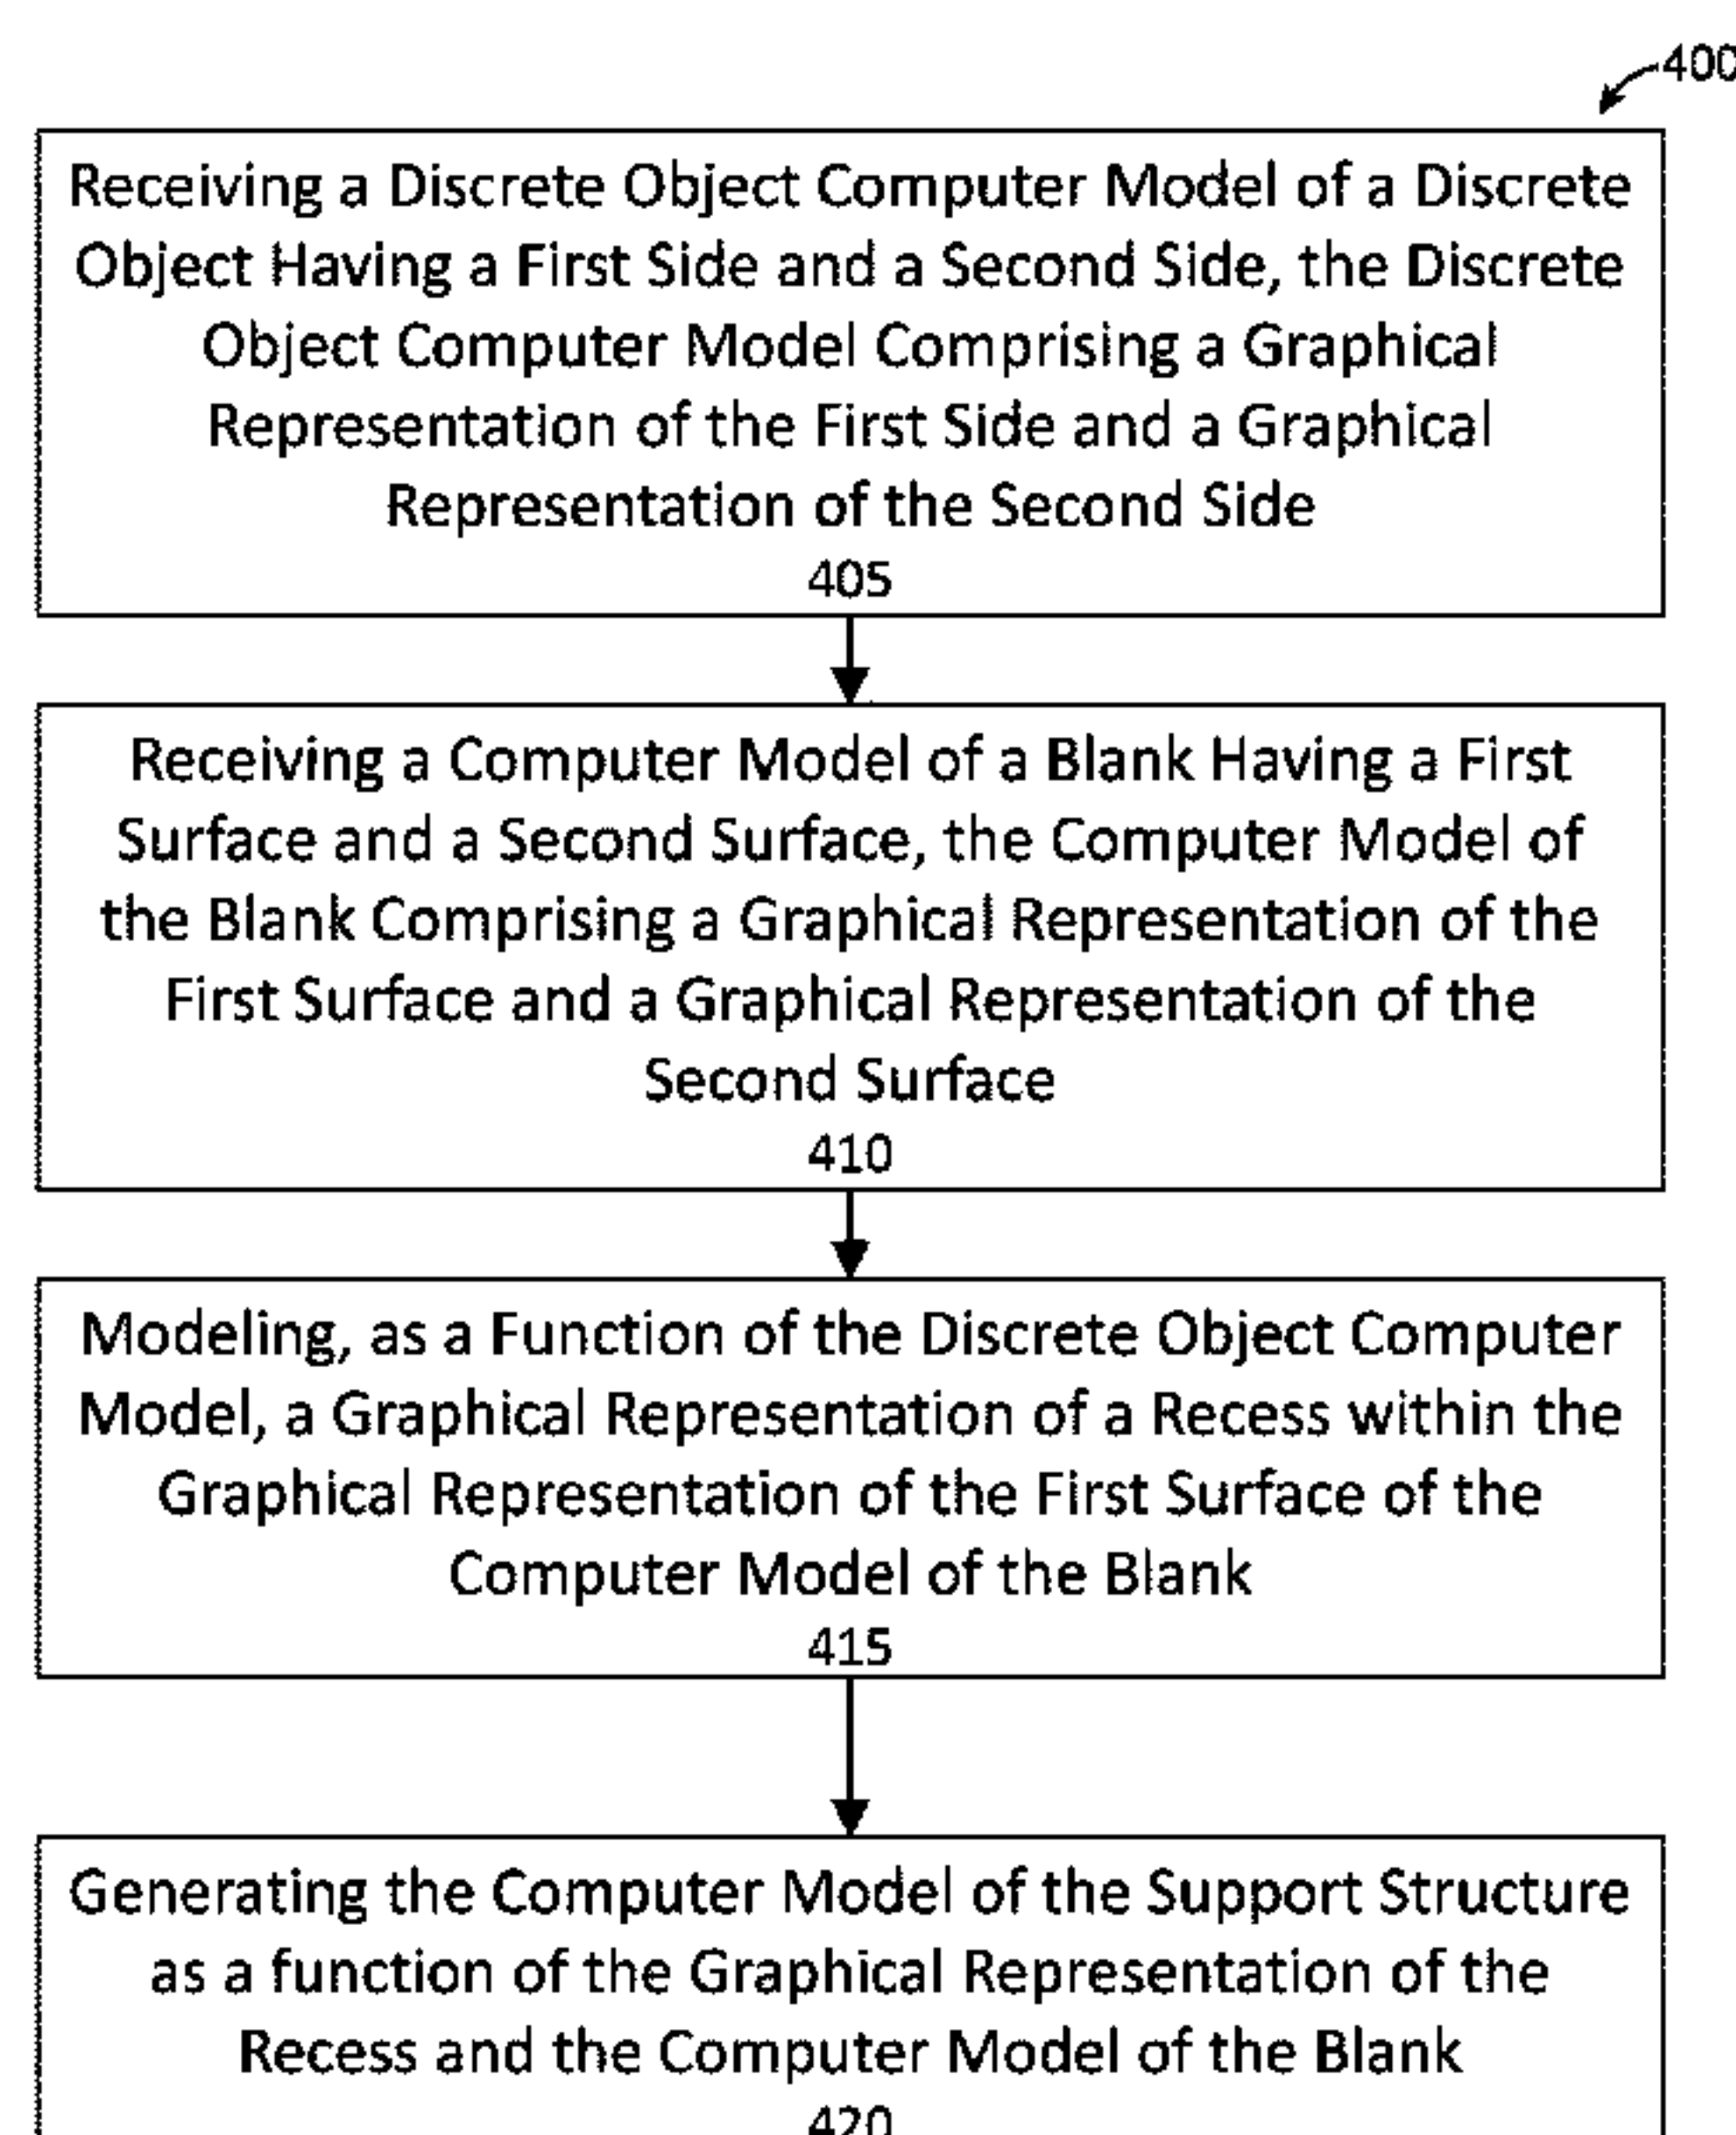 400
Receiving a Discrete Object Computer Model of a Discrete
Object Having a First Side and a Second Side, the Discrete
Object Computer Model Comprising a Graphical
Representation of the First Side and a Graphical
Representation of the Second Side
405
Receiving a Computer Model of a Blank Having a First
Surface and a Second Surface, the Computer Model of
the Blank Comprising a Graphical Representation of the
First Surface and a Graphical Representation of the
Second Surface
410
Modeling, as a Function of the Discrete Object Computer
Model, a Graphical Representation of a Recess within the
Graphical Representation of the First Surface of the
Computer Model of the Blank
415
Generating the Computer Model of the Support Structure
as a function of the Graphical Representation of the
Recess and the Computer Model of the Blank
420